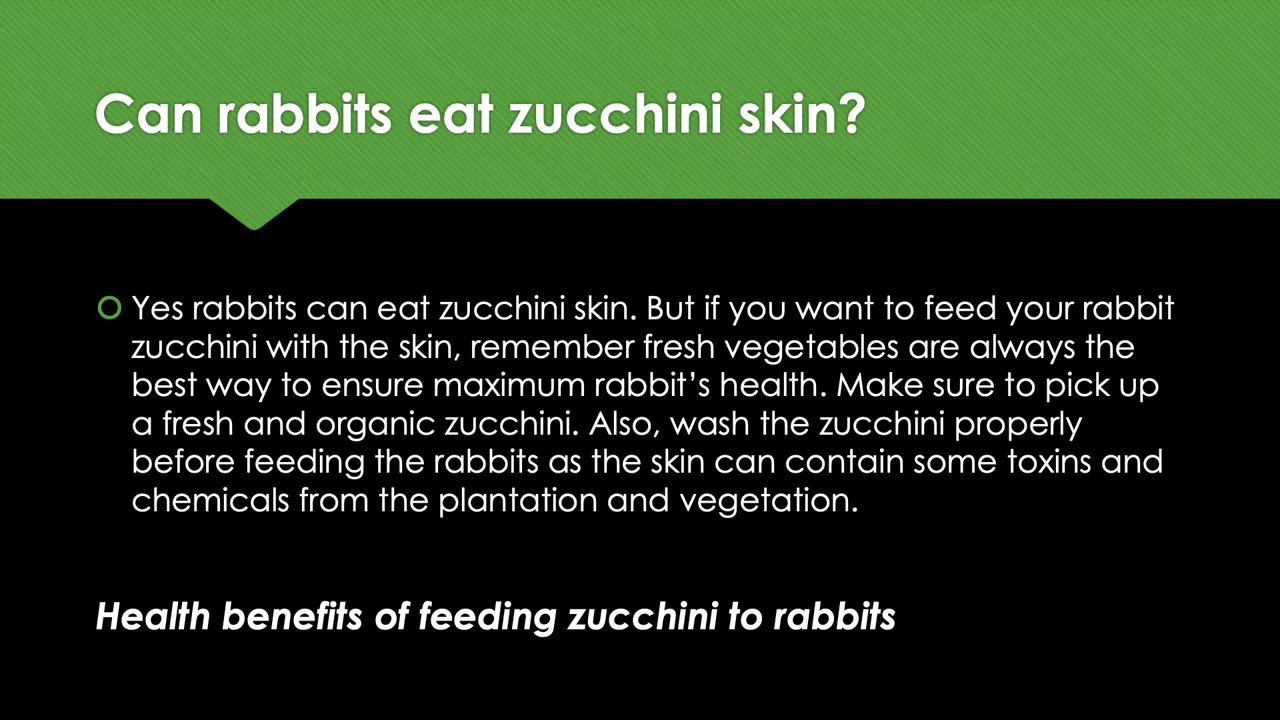 Can rabbits eat zucchini skin?
Yes rabbits can eat zucchini skin. But if you want to feed your rabbit
zucchini with the skin, remember fresh vegetables are always the
best way to ensure maximum rabbit’s health. Make sure to pick up
a fresh and organic zucchini. Also, wash the zucchini properly
before feeding the rabbits as the skin can contain some toxins and
chemicals from the plantation and vegetation.
Health benefits of feeding zucchini to rabbits